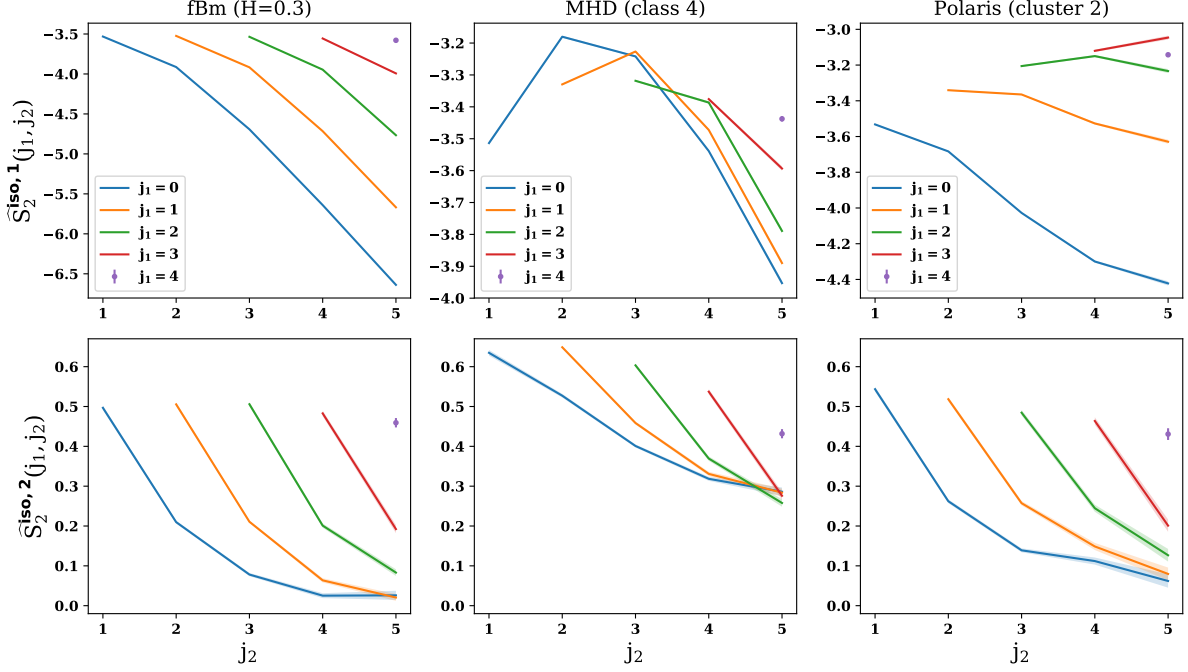 fBm (H=0.3)
MHD (class 4)
Polaris (cluster 2)
Ŝ₂^iso, 1(j₁, j₂)
−3.5
−4.0
−4.5
−5.0
−5.5
−6.0
−6.5
j₁ = 0
j₁ = 1
j₁ = 2
j₁ = 3
j₁ = 4
1 2 3 4 5
−3.2
−3.3
−3.4
−3.5
−3.6
−3.7
−3.8
−3.9
−4.0
j₁ = 0
j₁ = 1
j₁ = 2
j₁ = 3
j₁ = 4
1 2 3 4 5
−3.0
−3.2
−3.4
−3.6
−3.8
−4.0
−4.2
−4.4
j₁ = 0
j₁ = 1
j₁ = 2
j₁ = 3
j₁ = 4
1 2 3 4 5
Ŝ₂^iso, 2(j₁, j₂)
0.6
0.5
0.4
0.3
0.2
0.1
0.0
1 2 3 4 5
j₂
0.6
0.5
0.4
0.3
0.2
0.1
0.0
1 2 3 4 5
j₂
0.6
0.5
0.4
0.3
0.2
0.1
0.0
1 2 3 4 5
j₂